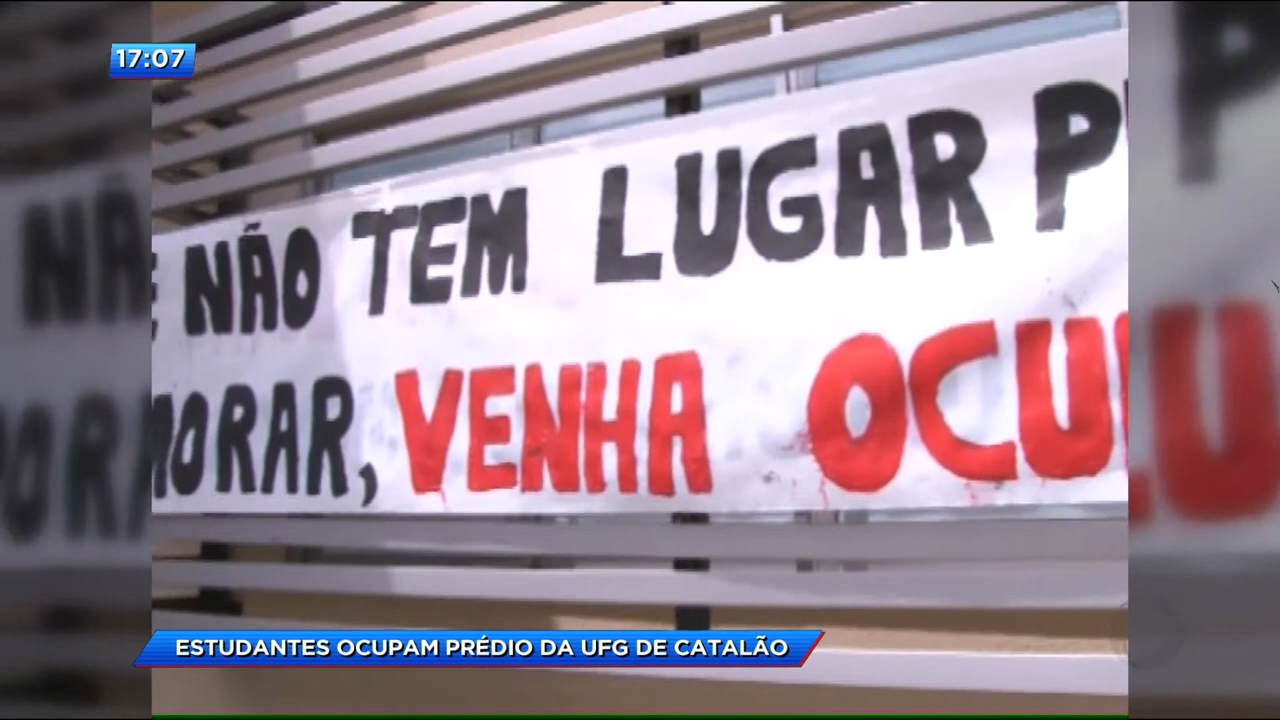 17:07
NÃO TEM LUGAR
MORAR, VENHA
ESTUDANTES OCUPAM PRÉDIO DA UFG DE CATALÃO